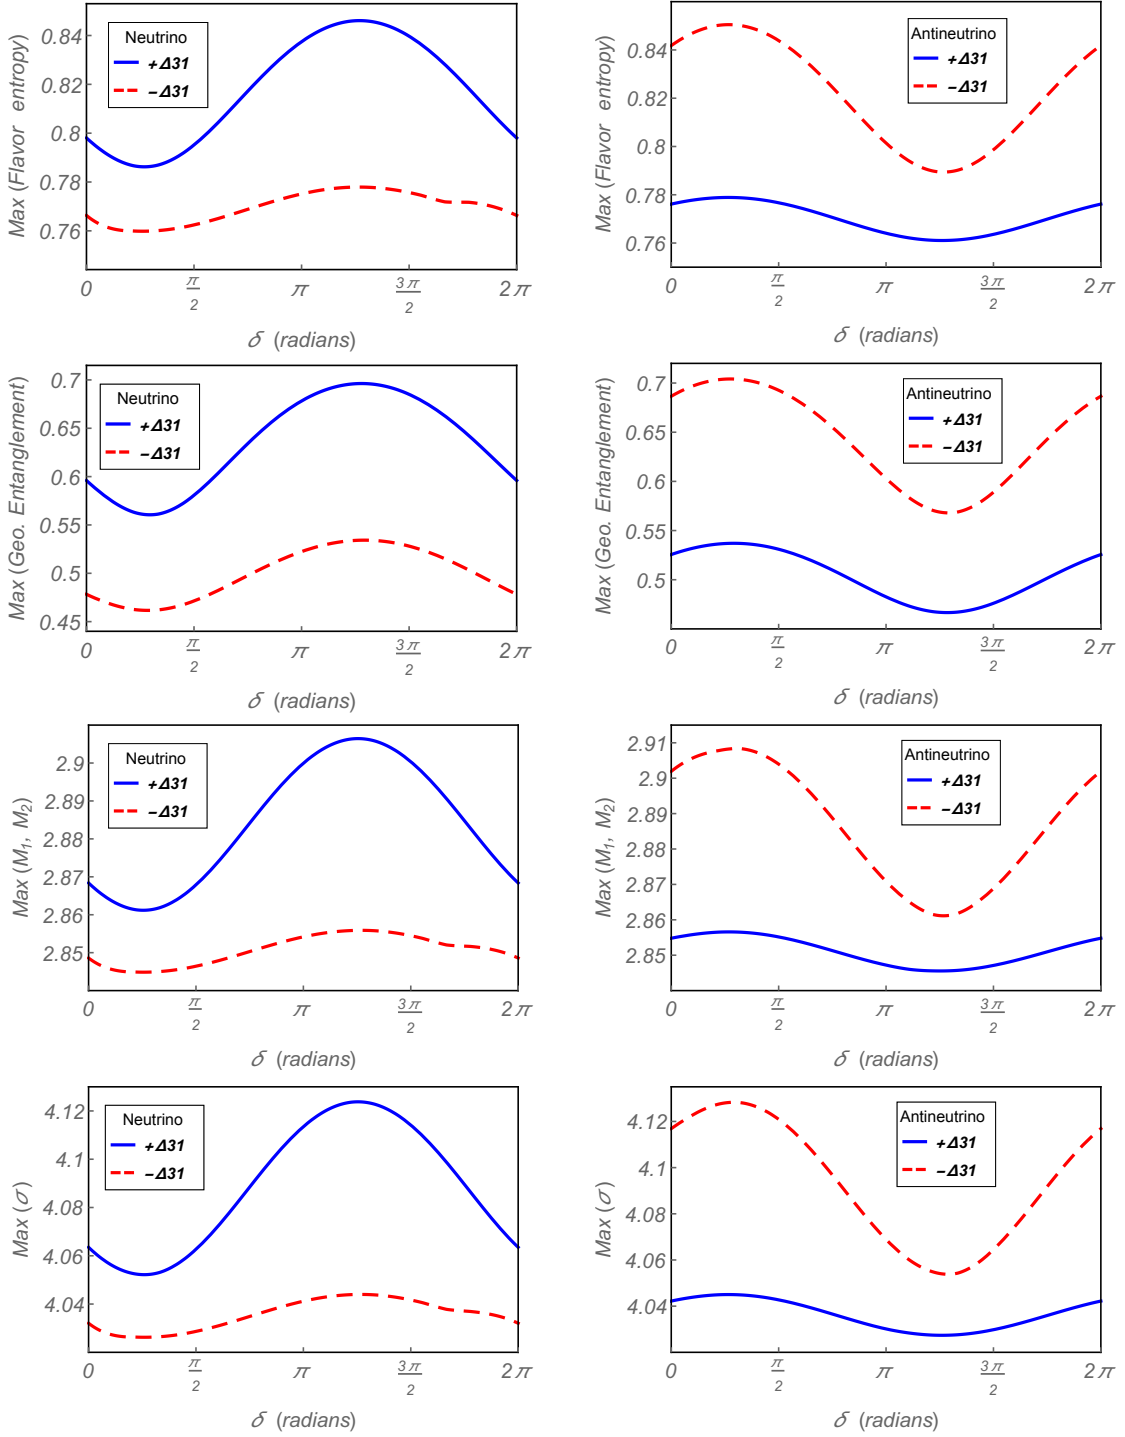 Max (Flavor entropy)
0.84
0.82
0.8
0.78
0.76
Neutrino
+Δ31
−Δ31
0
π/2
π
3π/2
2π
δ (radians)
Max (Flavor entropy)
0.84
0.82
0.8
0.78
0.76
Antineutrino
+Δ31
−Δ31
0
π/2
π
3π/2
2π
δ (radians)
Max (Geo. Entanglement)
0.7
0.65
0.6
0.55
0.5
0.45
Neutrino
+Δ31
−Δ31
0
π/2
π
3π/2
2π
δ (radians)
Max (Geo. Entanglement)
0.7
0.65
0.6
0.55
0.5
Antineutrino
+Δ31
−Δ31
0
π/2
π
3π/2
2π
δ (radians)
Max (M₁, M₂)
2.9
2.89
2.88
2.87
2.86
2.85
Neutrino
+Δ31
−Δ31
0
π/2
π
3π/2
2π
δ (radians)
Max (M₁, M₂)
2.91
2.9
2.89
2.88
2.87
2.86
2.85
Antineutrino
+Δ31
−Δ31
0
π/2
π
3π/2
2π
δ (radians)
Max (σ)
4.12
4.1
4.08
4.06
4.04
Neutrino
+Δ31
−Δ31
0
π/2
π
3π/2
2π
δ (radians)
Max (σ)
4.12
4.1
4.08
4.06
4.04
Antineutrino
+Δ31
−Δ31
0
π/2
π
3π/2
2π
δ (radians)